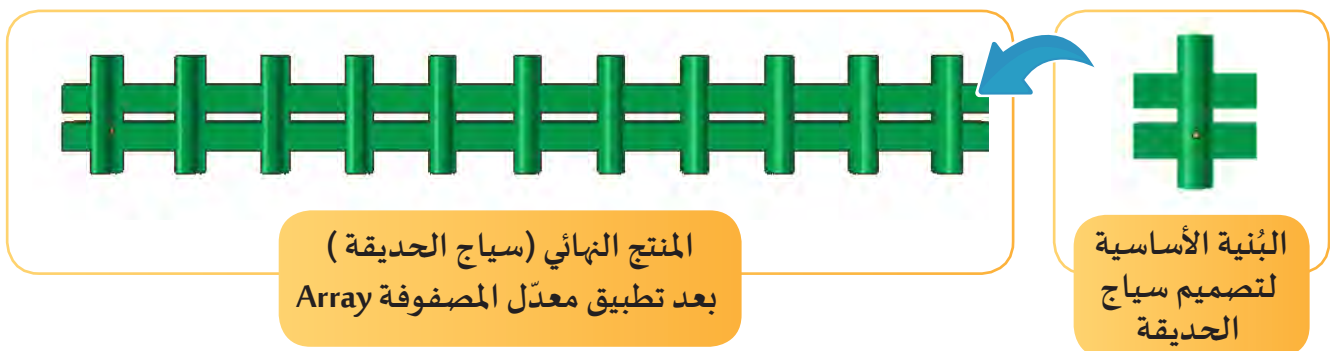 البُنية الأساسية
لتصميم سياج
الحديقة
المنتج النهائي (سياج الحديقة )
بعد تطبيق معدّل المصفوفة Array